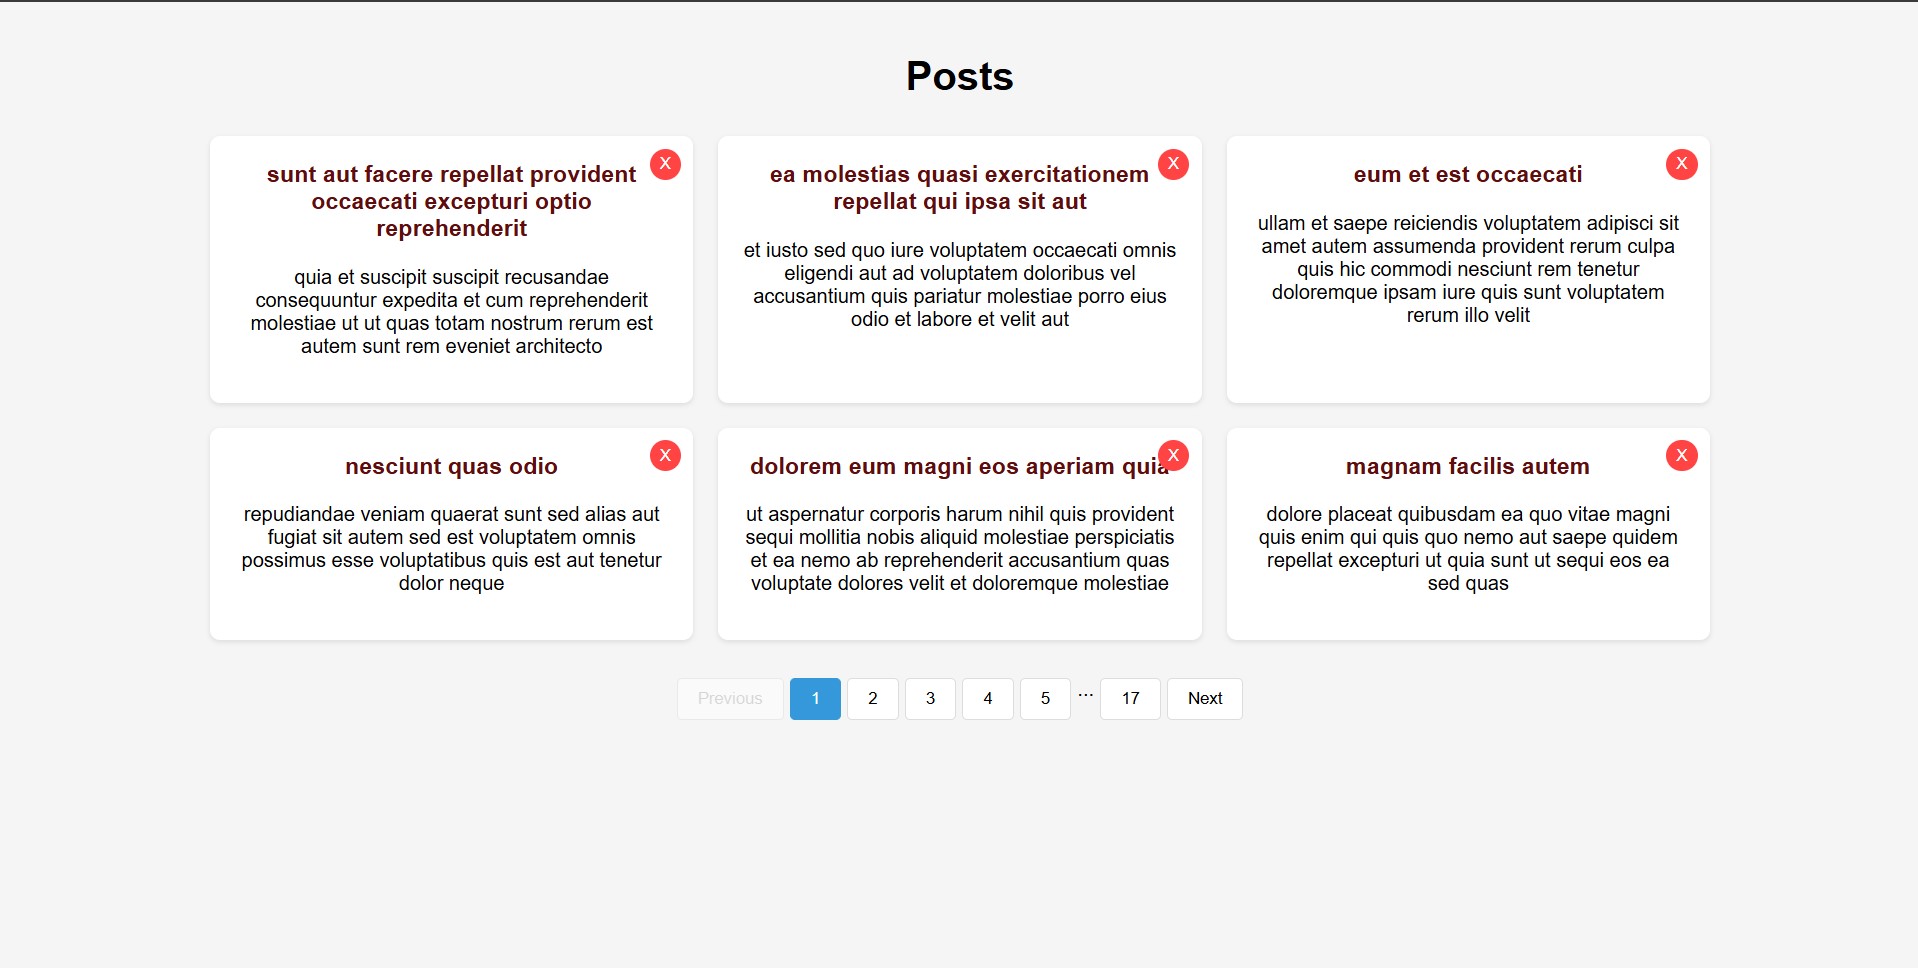 Posts
X
sunt aut facere repellat provident
occaecati excepturi optio
reprehenderit
quia et suscipit suscipit recusandae
consequuntur expedita et cum reprehenderit
molestiae ut ut quas totam nostrum rerum est
autem sunt rem eveniet architecto
X
ea molestias quasi exercitationem
repellat qui ipsa sit aut
et iusto sed quo iure voluptatem occaecati omnis
eligendi aut ad voluptatem doloribus vel
accusantium quis pariatur molestiae porro eius
odio et labore et velit aut
X
eum et est occaecati
ullam et saepe reiciendis voluptatem adipisci sit
amet autem assumenda provident rerum culpa
quis hic commodi nesciunt rem tenetur
doloremque ipsam iure quis sunt voluptatem
rerum illo velit
X
nesciunt quas odio
repudiandae veniam quaerat sunt sed alias aut
fugiat sit autem sed est voluptatem omnis
possimus esse voluptatibus quis est aut tenetur
dolor neque
X
dolorem eum magni eos aperiam quia
ut aspernatur corporis harum nihil quis provident
sequi mollitia nobis aliquid molestiae perspiciatis
et ea nemo ab reprehenderit accusantium quas
voluptate dolores velit et doloremque molestiae
X
magnam facilis autem
dolore placeat quibusdam ea quo vitae magni
quis enim qui quis quo nemo aut saepe quidem
repellat excepturi ut quia sunt ut sequi eos ea
sed quas
Previous 1 2 3 4 5 ... 17 Next